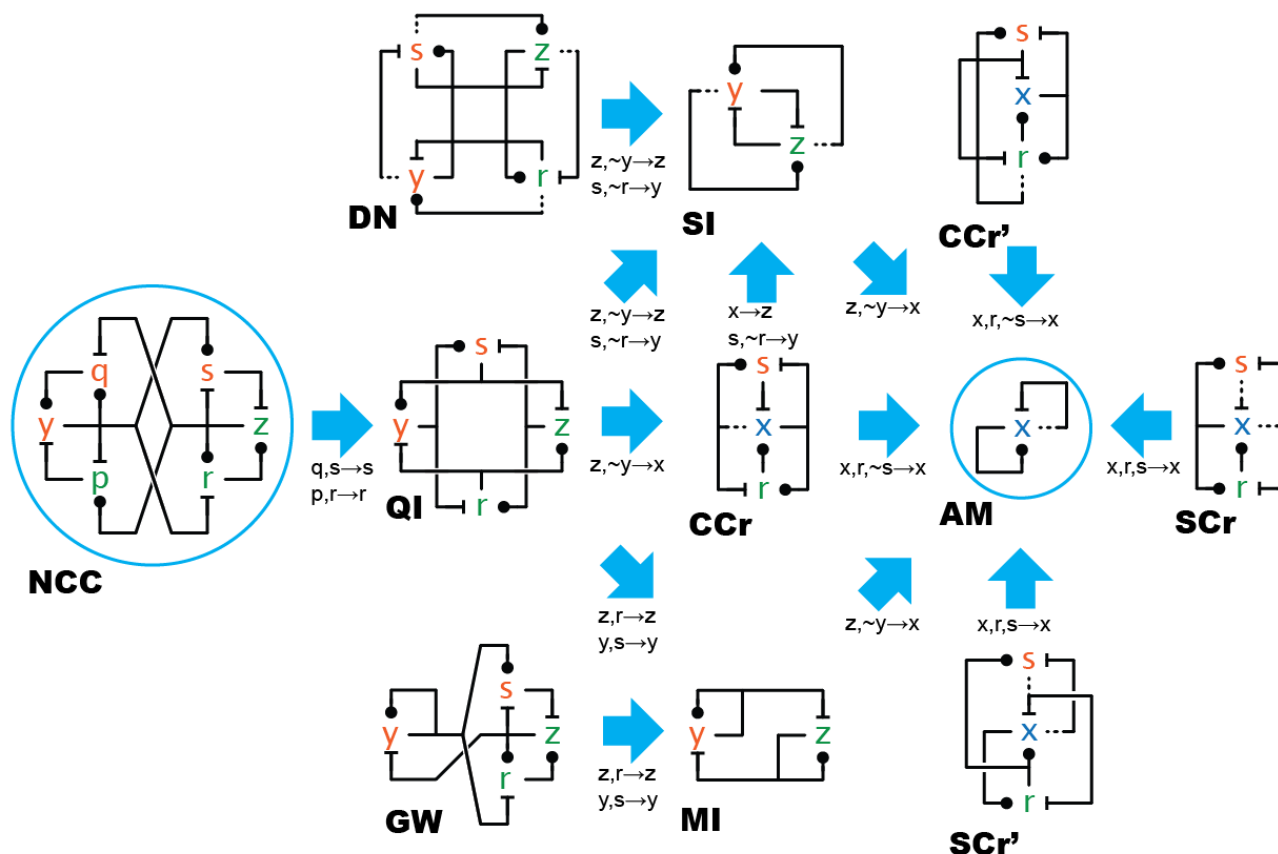 s
z
y
r
DN
z,~y→z
s,~r→y
y
z
SI
s
x
r
CCr’
z,~y→z
s,~r→y
x→z
s,~r→y
z,~y→x
x,r,~s→x
q
s
y
z
p
r
NCC
q,s→s
p,r→r
s
y
z
r
QI
z,~y→x
s
x
r
CCr
x,r,~s→x
x
AM
x,r,s→x
s
x
r
SCr
z,r→z
y,s→y
z,~y→x
x,r,s→x
y
s
z
r
GW
z,r→z
y,s→y
y
z
MI
s
x
r
SCr’